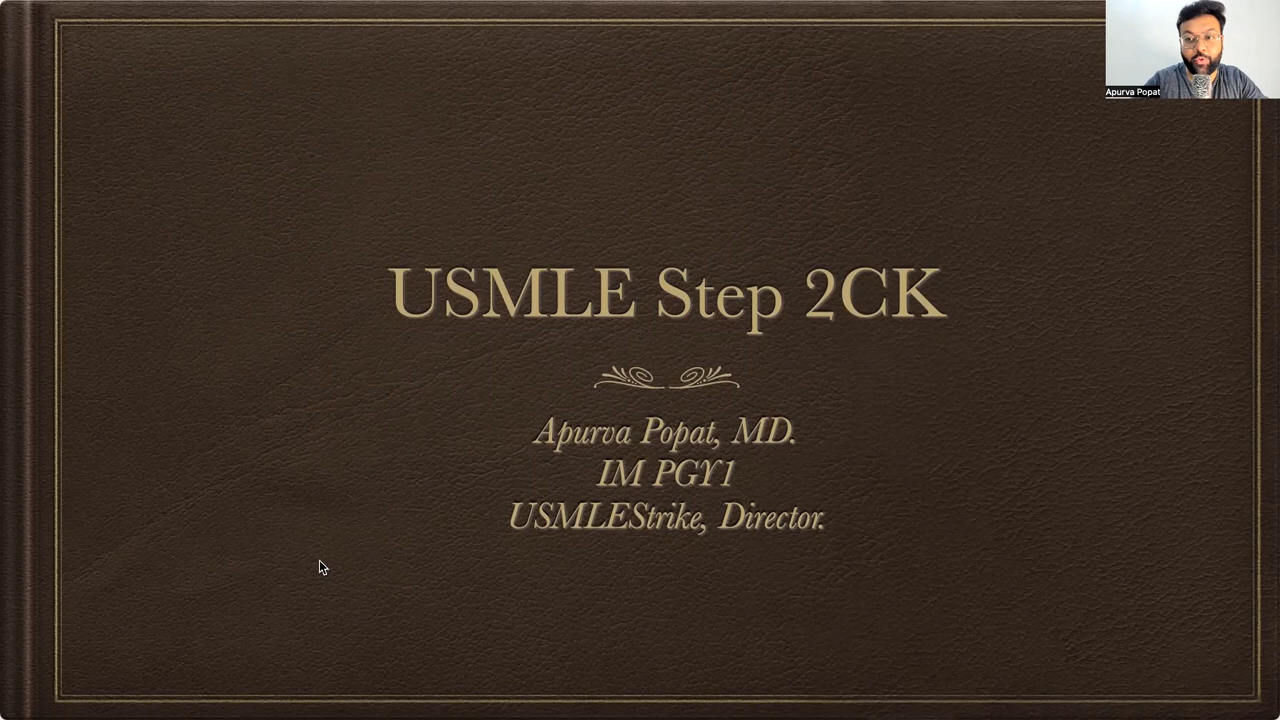 Apurva Popat
USMLE Step 2CK
Apurva Popat, MD.
IM PGY1
USMLEStrike, Director.